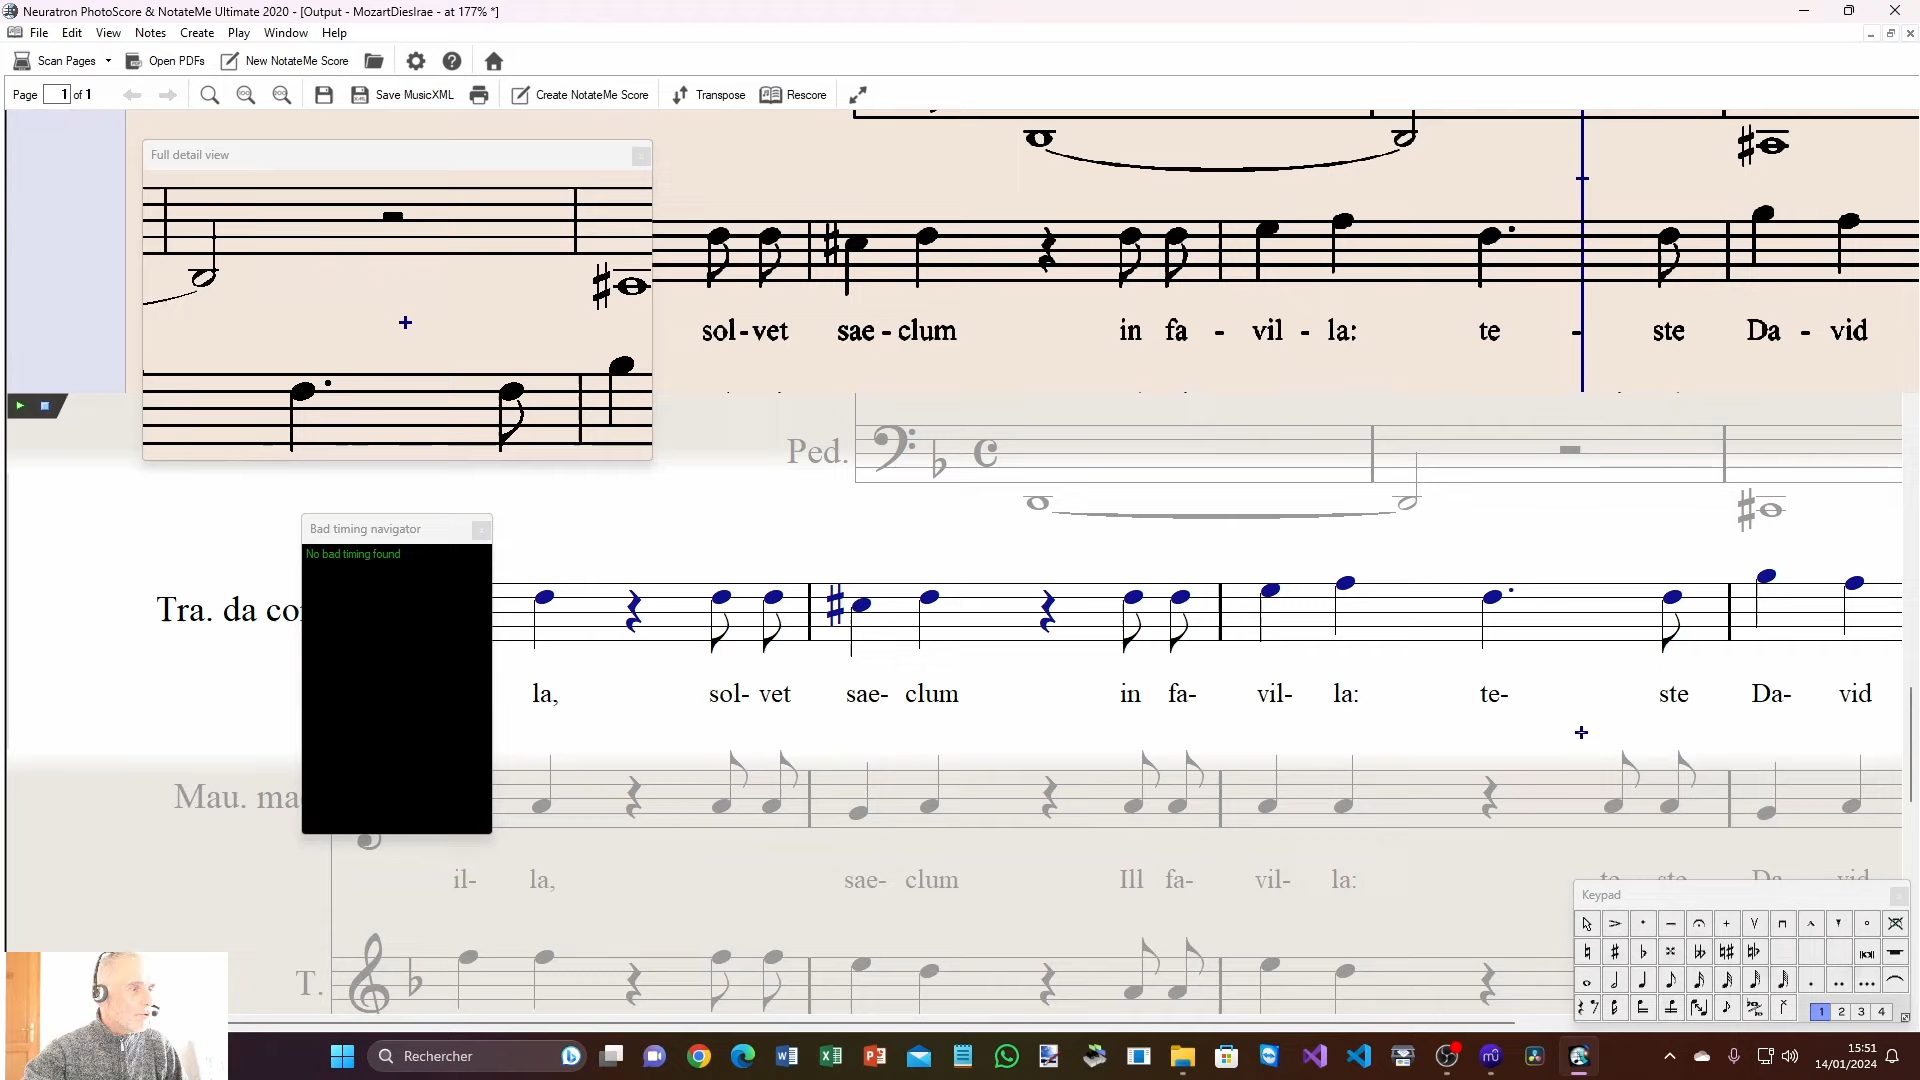 Neuratron PhotoScore & NotateMe Ultimate 2020 - [Output - MozartDiesIrae - at 177% *]
File Edit View Notes Create Play Window Help
Scan Pages Open PDFs New NotateMe Score
Page 1 of 1 Save MusicXML Create NotateMe Score Transpose Rescore
Full detail view
sol - vet sae - clum in fa - vil - la: te - ste Da - vid
Ped.
Bad timing navigator
No bad timing found
Tra. da
la, sol- vet sae- clum in fa- vil- la: te- ste Da- vid
Mau.
il- la, sae- clum Ill fa- vil- la:
Keypad
T.
1 2 3 4
Rechercher
15:51
14/01/2024